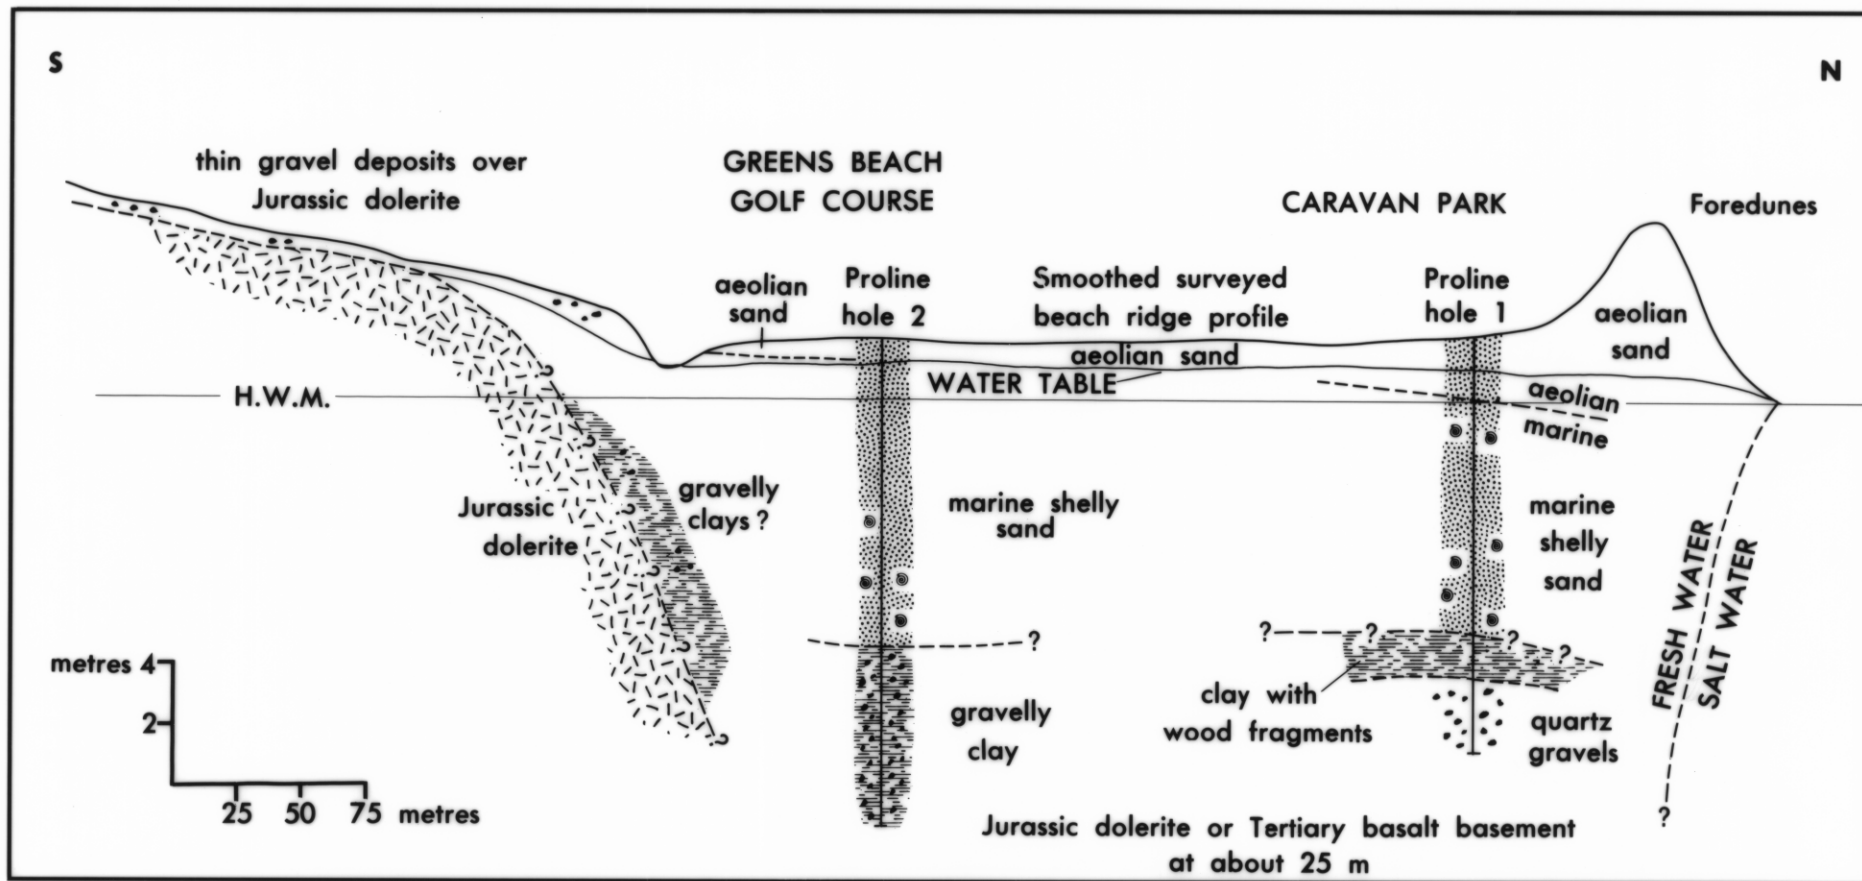 S
N
thin gravel deposits over
Jurassic dolerite
GREENS BEACH
GOLF COURSE
CARAVAN PARK
Foredunes
aeolian
sand
Proline
hole 2
Smoothed surveyed
beach ridge profile
Proline
hole 1
aeolian
sand
aeolian sand
WATER TABLE
H.W.M.
aeolian
marine
Jurassic
dolerite
gravelly
clays ?
marine shelly
sand
marine
shelly
sand
FRESH WATER
SALT WATER
?
?
?
?
?
metres 4
2
25 50 75 metres
gravelly
clay
clay with
wood fragments
quartz
gravels
?
Jurassic dolerite or Tertiary basalt basement
at about 25 m